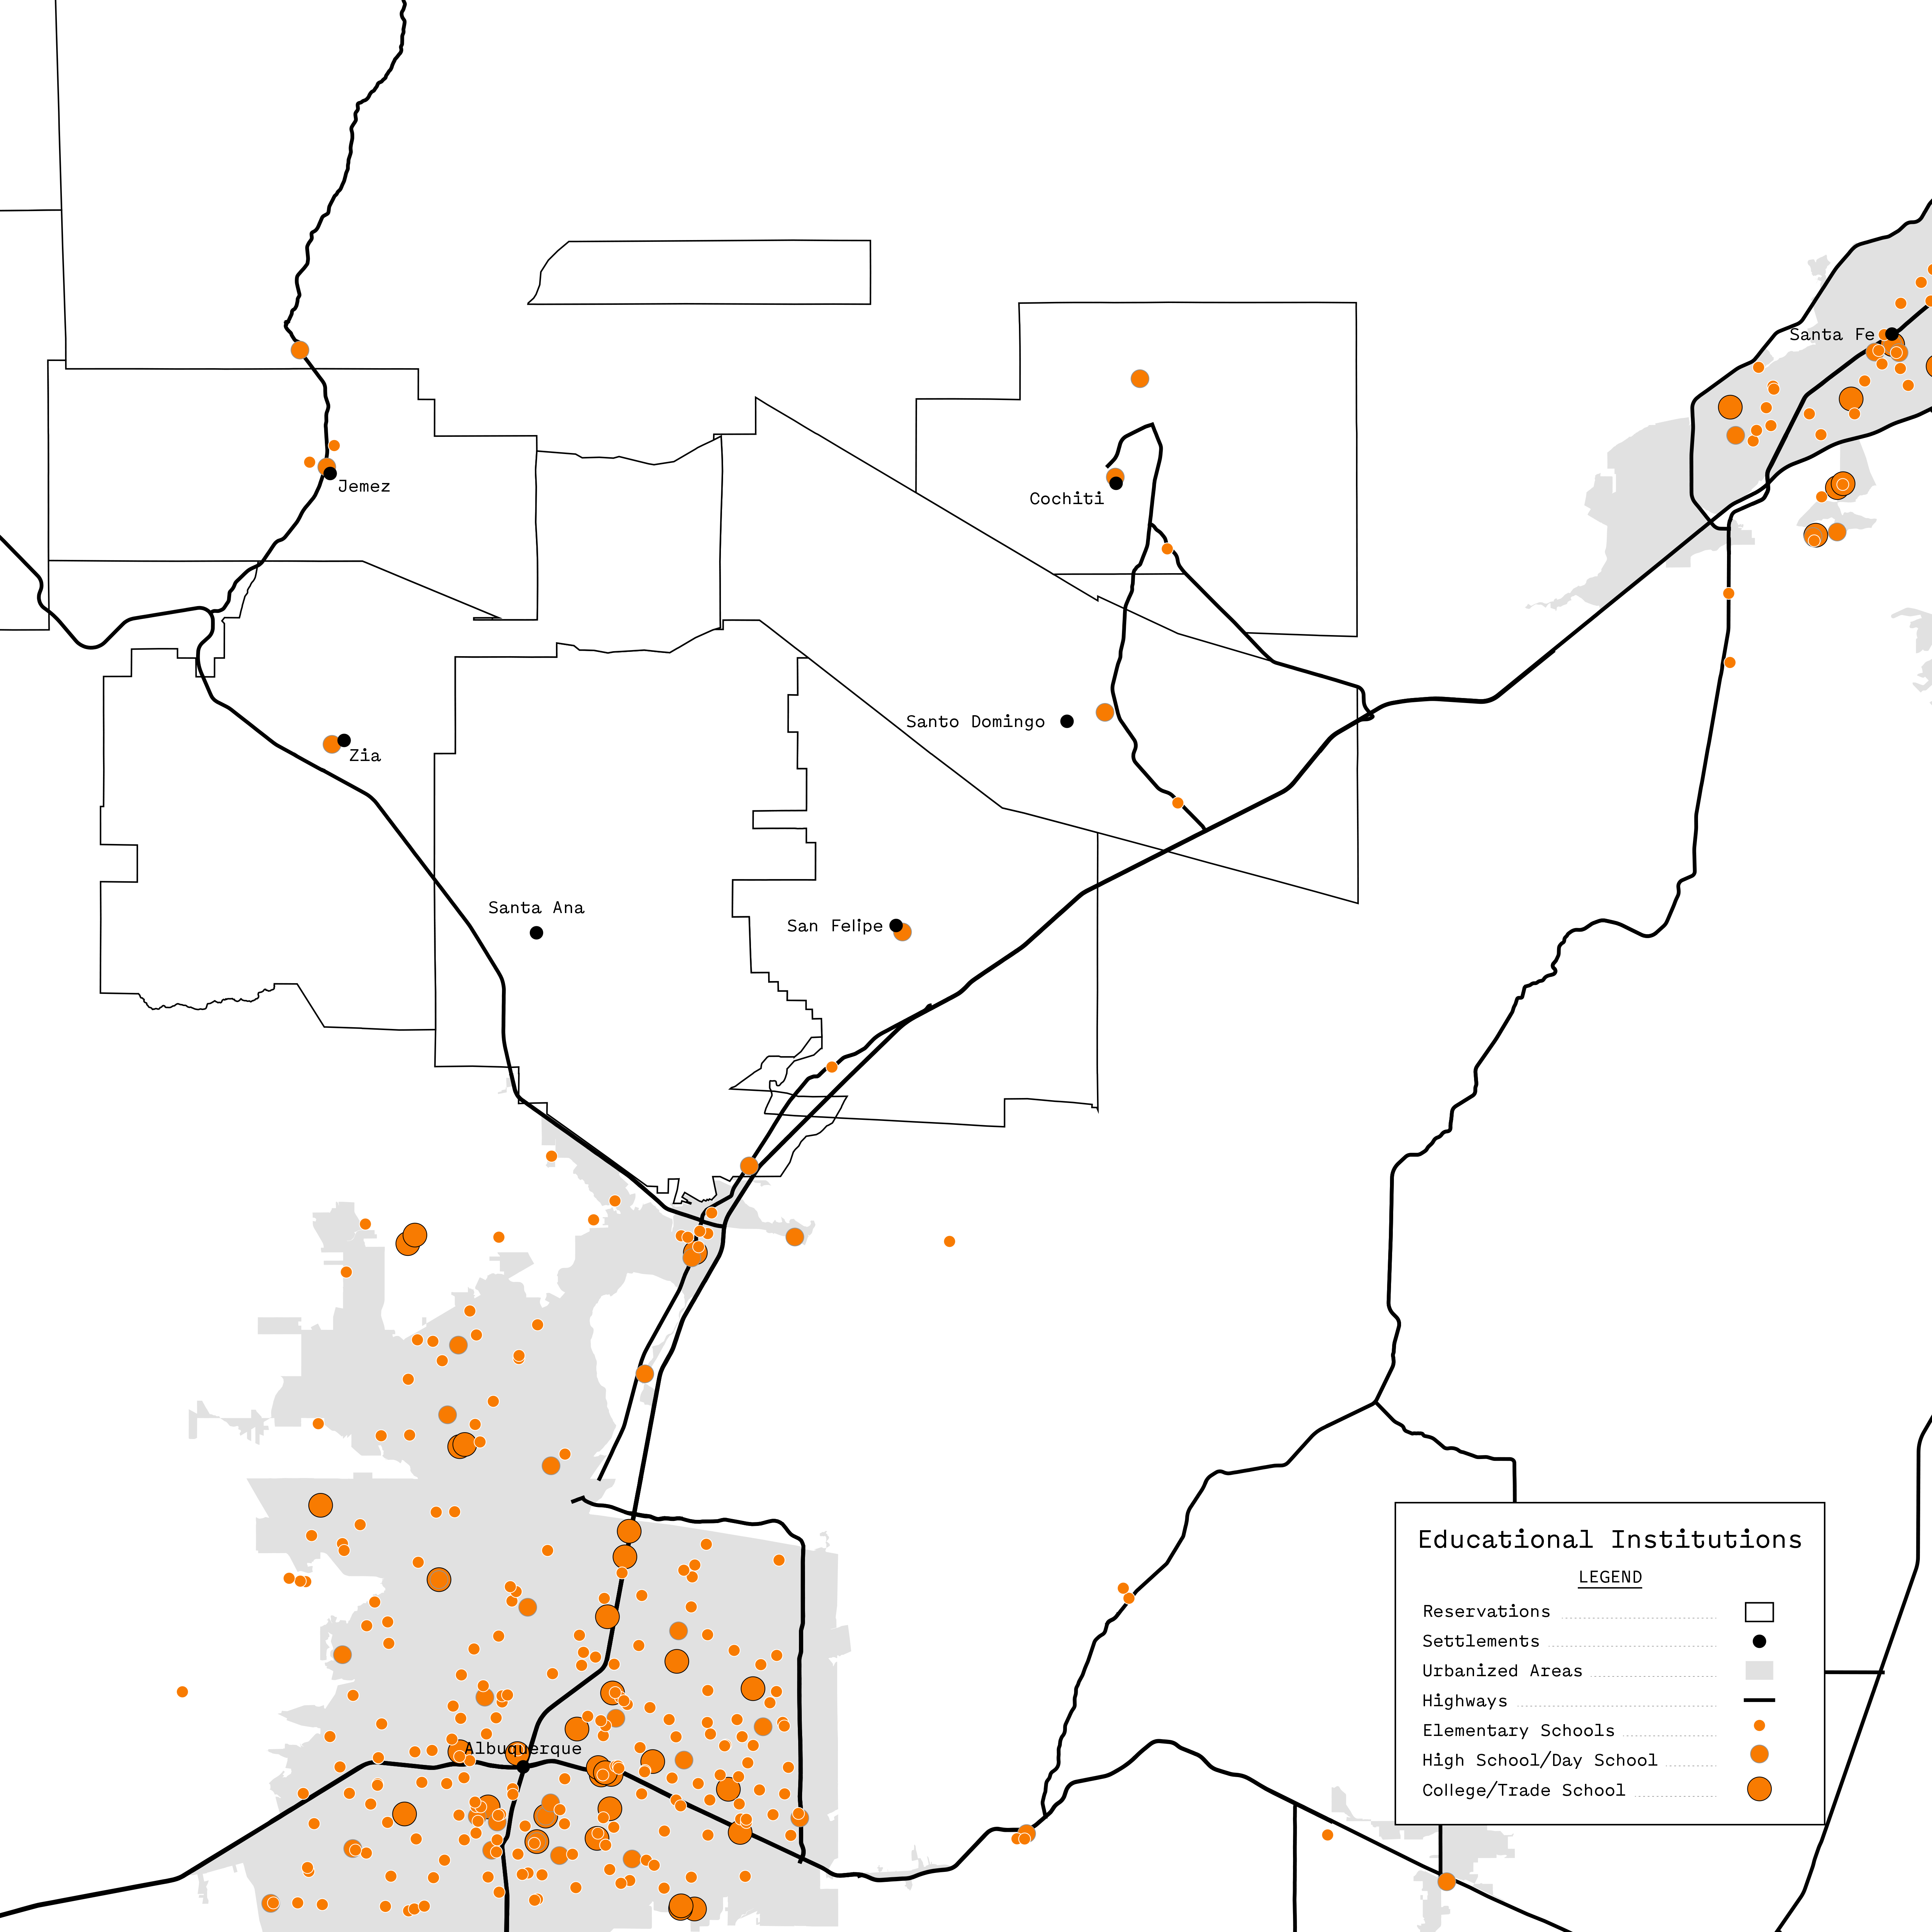 Santa Fe
Jemez
Cochiti
Santo Domingo
Zia
Santa Ana
San Felipe
Albuquerque
Educational Institutions
LEGEND
Reservations
Settlements
Urbanized Areas
Highways
Elementary Schools
High School/Day School
College/Trade School